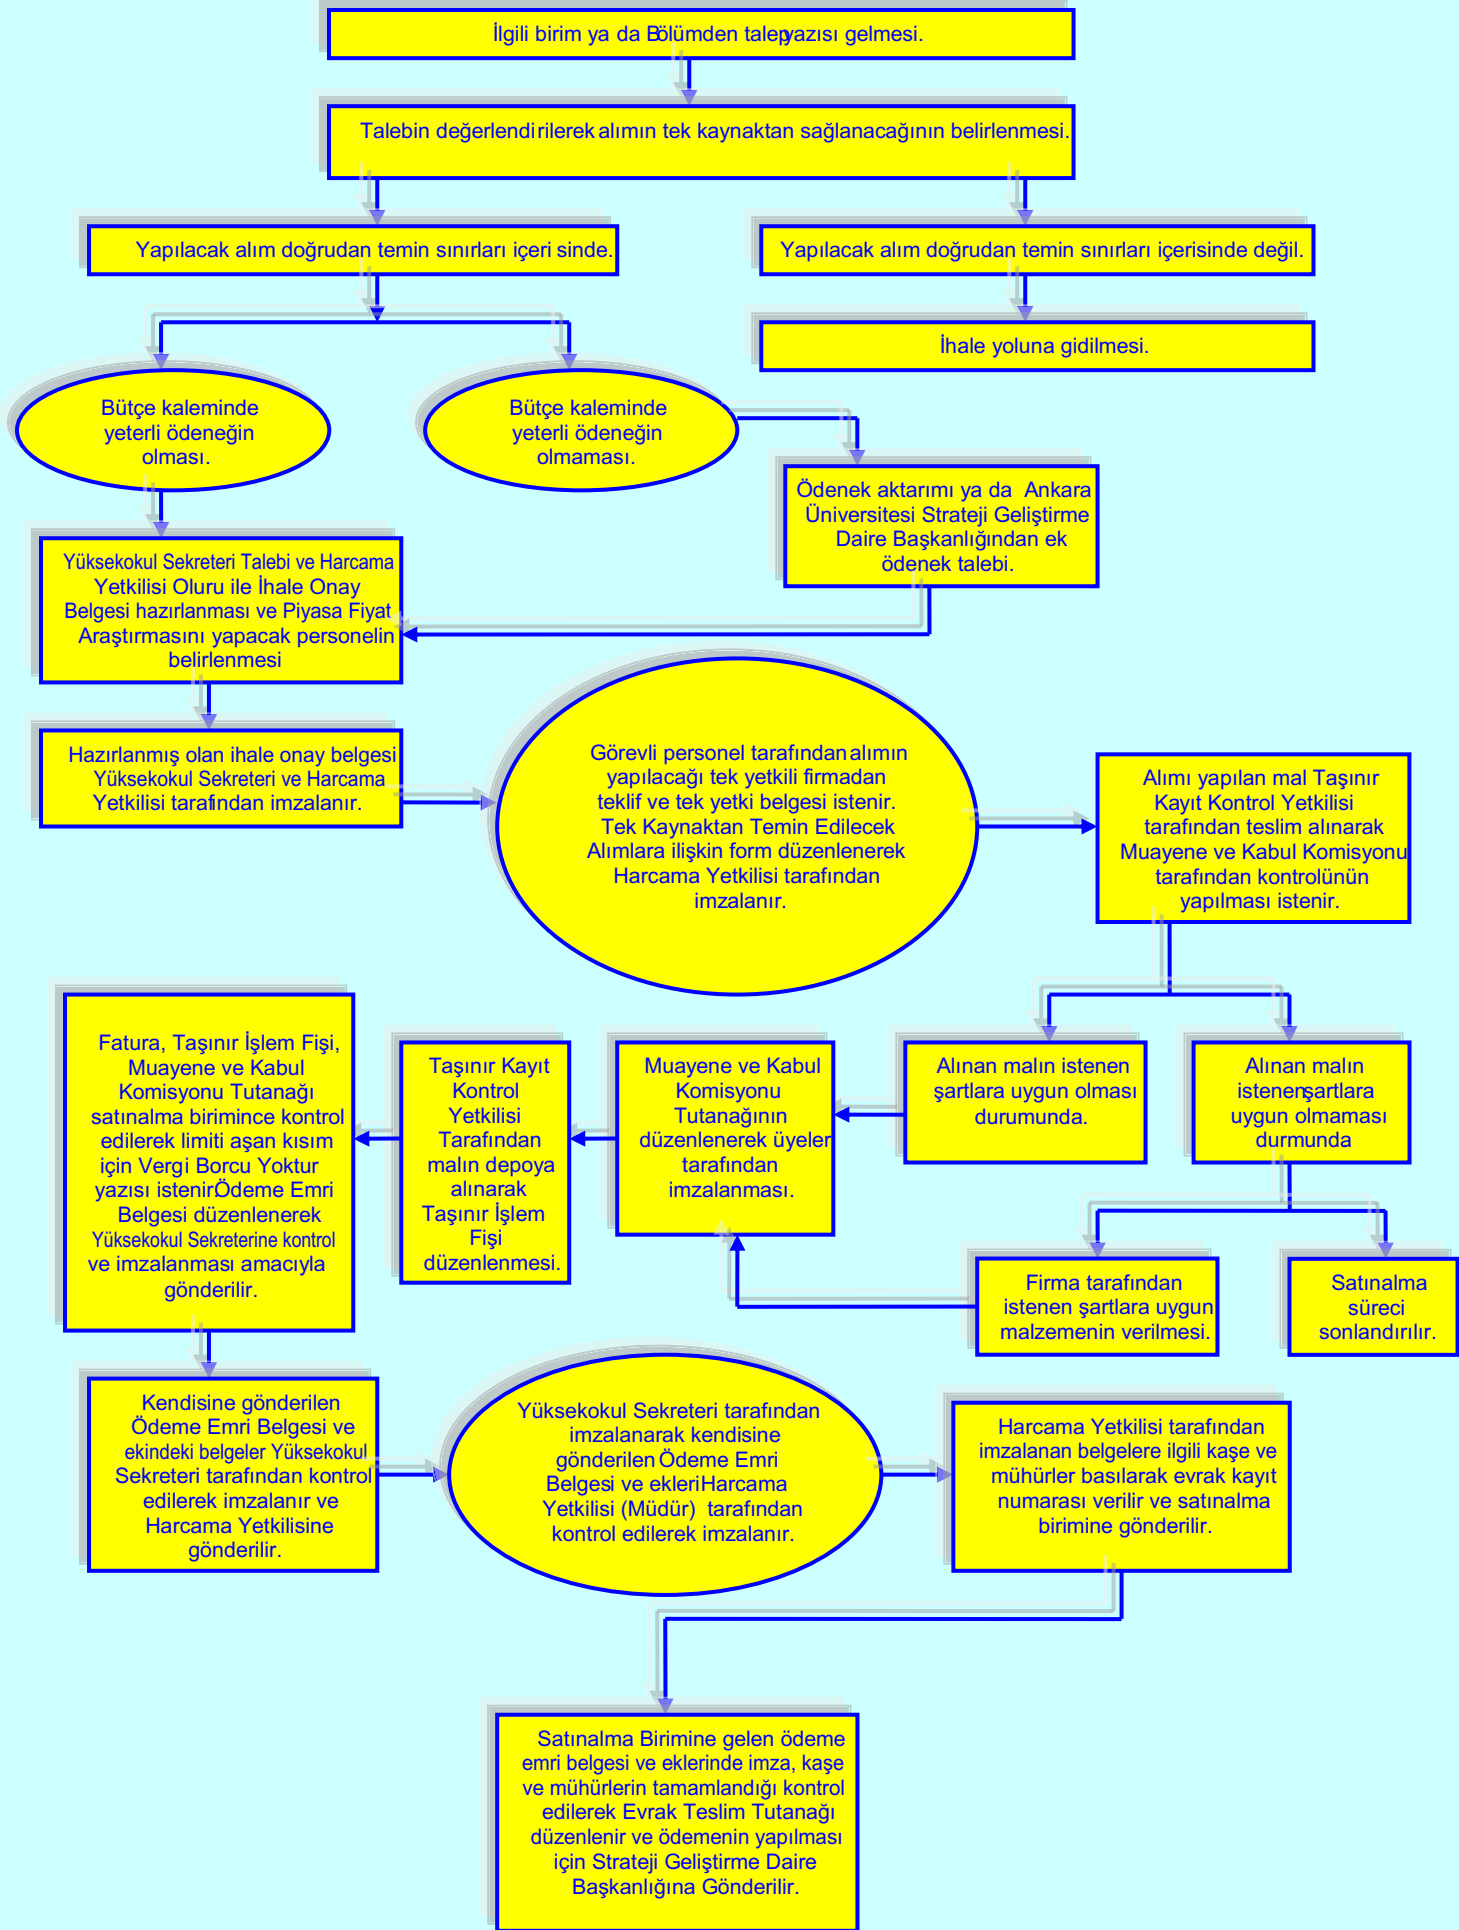 İlgili birim ya da Bölümden talep yazısı gelmesi.
Talebin değerlendirilerek alımın tek kaynaktan sağlanacağının belirlenmesi.
Yapılacak alım doğrudan temin sınırları içeri sinde.
Yapılacak alım doğrudan temin sınırları içerisinde değil.
İhale yoluna gidilmesi.
Bütçe kaleminde
yeterli ödeneğin
olması.
Bütçe kaleminde
yeterli ödeneğin
olmaması.
Ödenek aktarımı ya da Ankara
Üniversitesi Strateji Geliştirme
Daire Başkanlığından ek
ödenek talebi.
Yüksekokul Sekreteri Talebi ve Harcama
Yetkilisi Oluru ile İhale Onay
Belgesi hazırlanması ve Piyasa Fiyat
Araştırmasını yapacak personelin
belirlenmesi
Hazırlanmış olan ihale onay belgesi
Yüksekokul Sekreteri ve Harcama
Yetkilisi tarafından imzalanır.
Görevli personel tarafından alımın
yapılacağı tek yetkili firmadan
teklif ve tek yetki belgesi istenir.
Tek Kaynaktan Temin Edilecek
Alımlara ilişkin form düzenlenerek
Harcama Yetkilisi tarafından
imzalanır.
Alımı yapılan mal Taşınır
Kayıt Kontrol Yetkilisi
tarafından teslim alınarak
Muayene ve Kabul Komisyonu
tarafından kontrolünün
yapılması istenir.
Alınan malın istenen
şartlara uygun olması
durumunda.
Alınan malın
istenen şartlara
uygun olmaması
durmunda
Muayene ve Kabul
Komisyonu
Tutanağının
düzenlenerek üyeler
tarafından
imzalanması.
Taşınır Kayıt
Kontrol
Yetkilisi
Tarafından
malın depoya
alınarak
Taşınır İşlem
Fişi
düzenlenmesi.
Fatura, Taşınır İşlem Fişi,
Muayene ve Kabul
Komisyonu Tutanağı
satınalma birimince kontrol
edilerek limiti aşan kısım
için Vergi Borcu Yoktur
yazısı istenir.Ödeme Emri
Belgesi düzenlenerek
Yüksekokul Sekreterine kontrol
ve imzalanması amacıyla
gönderilir.
Firma tarafından
istenen şartlara uygun
malzemenin verilmesi.
Satınalma
süreci
sonlandırılır.
Kendisine gönderilen
Ödeme Emri Belgesi ve
ekindeki belgeler Yüksekokul
Sekreteri tarafından kontrol
edilerek imzalanır ve
Harcama Yetkilisine
gönderilir.
Yüksekokul Sekreteri tarafından
imzalanarak kendisine
gönderilen Ödeme Emri
Belgesi ve ekleri Harcama
Yetkilisi (Müdür) tarafından
kontrol edilerek imzalanır.
Harcama Yetkilisi tarafından
imzalanan belgelere ilgili kaşe ve
mühürler basılarak evrak kayıt
numarası verilir ve satınalma
birimine gönderilir.
Satınalma Birimine gelen ödeme
emri belgesi ve eklerinde imza, kaşe
ve mühürlerin tamamlandığı kontrol
edilerek Evrak Teslim Tutanağı
düzenlenir ve ödemenin yapılması
için Strateji Geliştirme Daire
Başkanlığına Gönderilir.